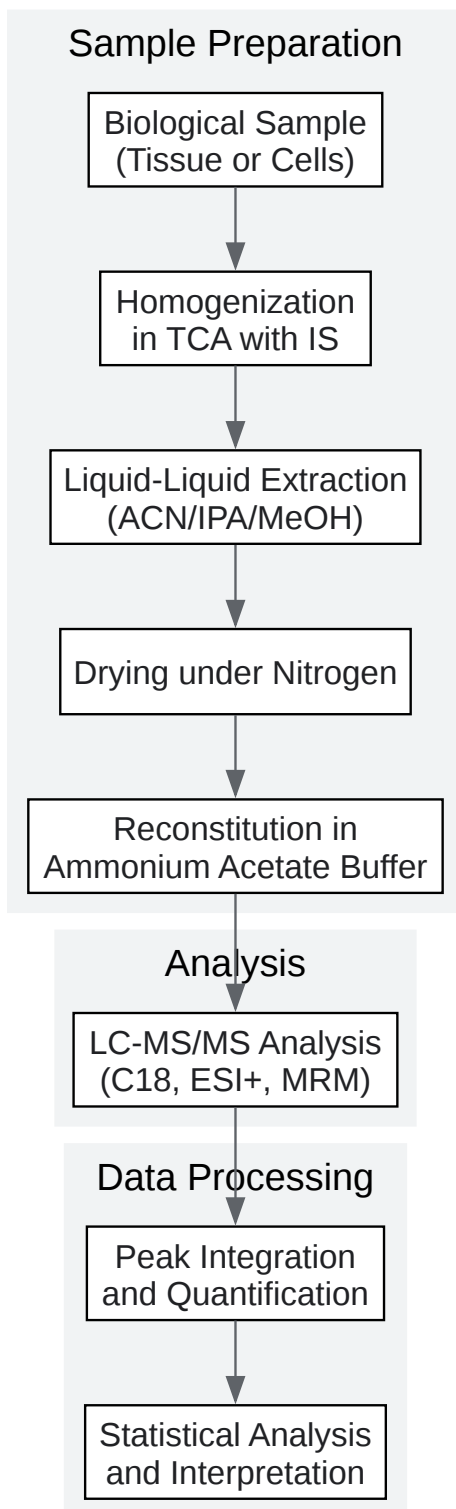 Sample Preparation
Biological Sample
(Tissue or Cells)
Homogenization
in TCA with IS
Liquid-Liquid Extraction
(ACN/IPA/MeOH)
Drying under Nitrogen
Reconstitution in
Ammonium Acetate Buffer
Analysis
LC-MS/MS Analysis
(C18, ESI+, MRM)
Data Processing
Peak Integration
and Quantification
Statistical Analysis
and Interpretation